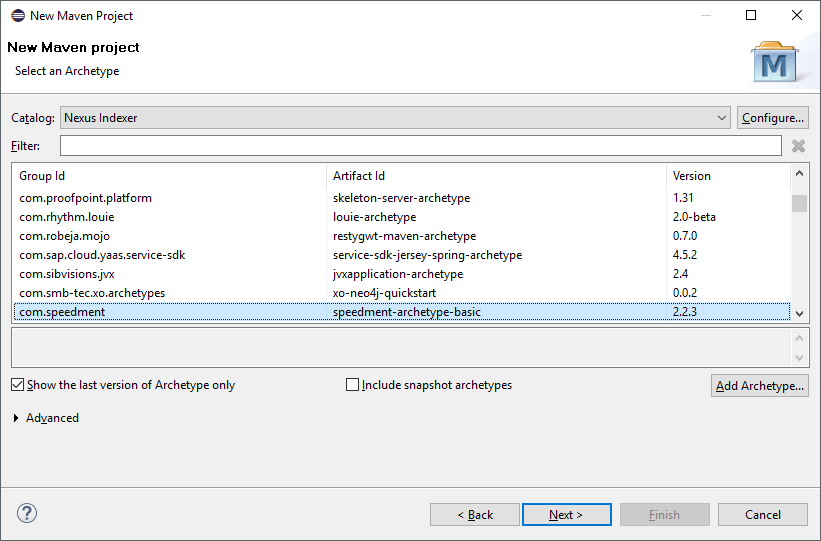 New Maven Project
New Maven project
Select an Archetype
M
Catalog: Nexus Indexer Configure...
Filter:
Group Id Artifact Id Version
com.proofpoint.platform skeleton-server-archetype 1.31
com.rhythm.louie louie-archetype 2.0-beta
com.robeja.mojo restygwt-maven-archetype 0.7.0
com.sap.cloud.yaas.service-sdk service-sdk-jersey-spring-archetype 4.5.2
com.sibvisions.jvx jvxapplication-archetype 2.4
com.smb-tec.xo.archetypes xo-neo4j-quickstart 0.0.2
com.speedment speedment-archetype-basic 2.2.3
Show the last version of Archetype only Include snapshot archetypes Add Archetype...
Advanced
? < Back Next > Finish Cancel